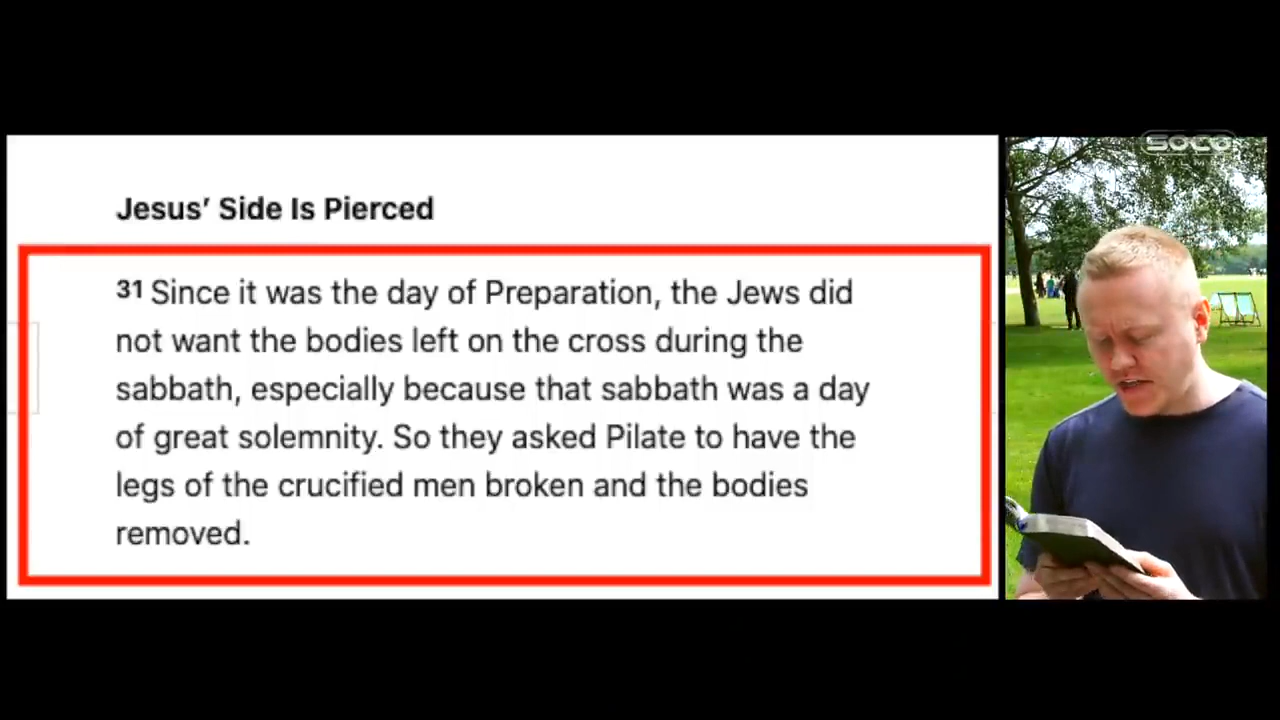 SOCO
FILMS
Jesus’ Side Is Pierced
31 Since it was the day of Preparation, the Jews did
not want the bodies left on the cross during the
sabbath, especially because that sabbath was a day
of great solemnity. So they asked Pilate to have the
legs of the crucified men broken and the bodies
removed.